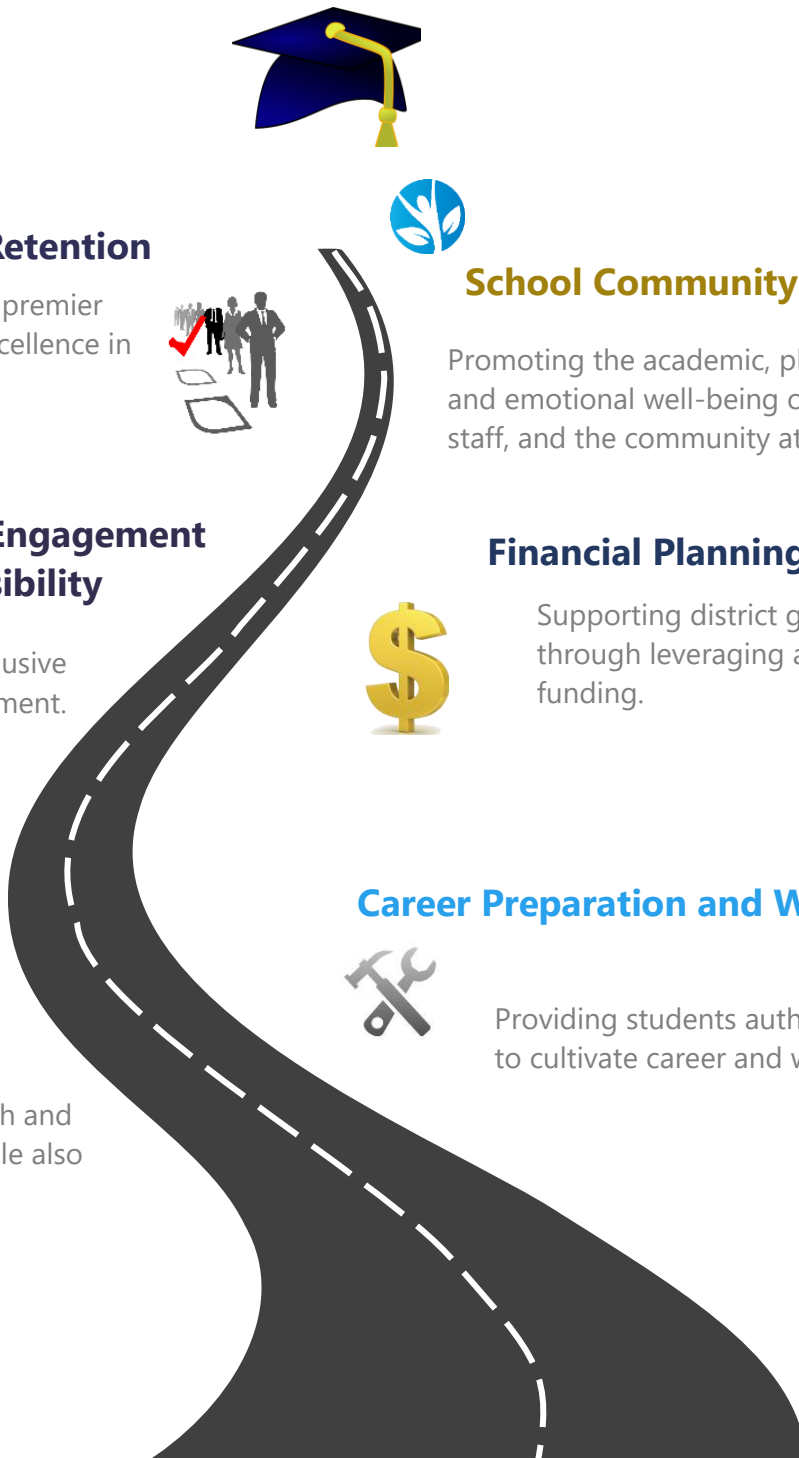 Retention
premier
cellence in
School Community
Promoting the academic, p
and emotional well-being
staff, and the community at
Engagement
sibility
usive
ment.
Financial Planning
Supporting district g
through leveraging a
funding.
Career Preparation and W
Providing students auth
to cultivate career and w
h and
le also